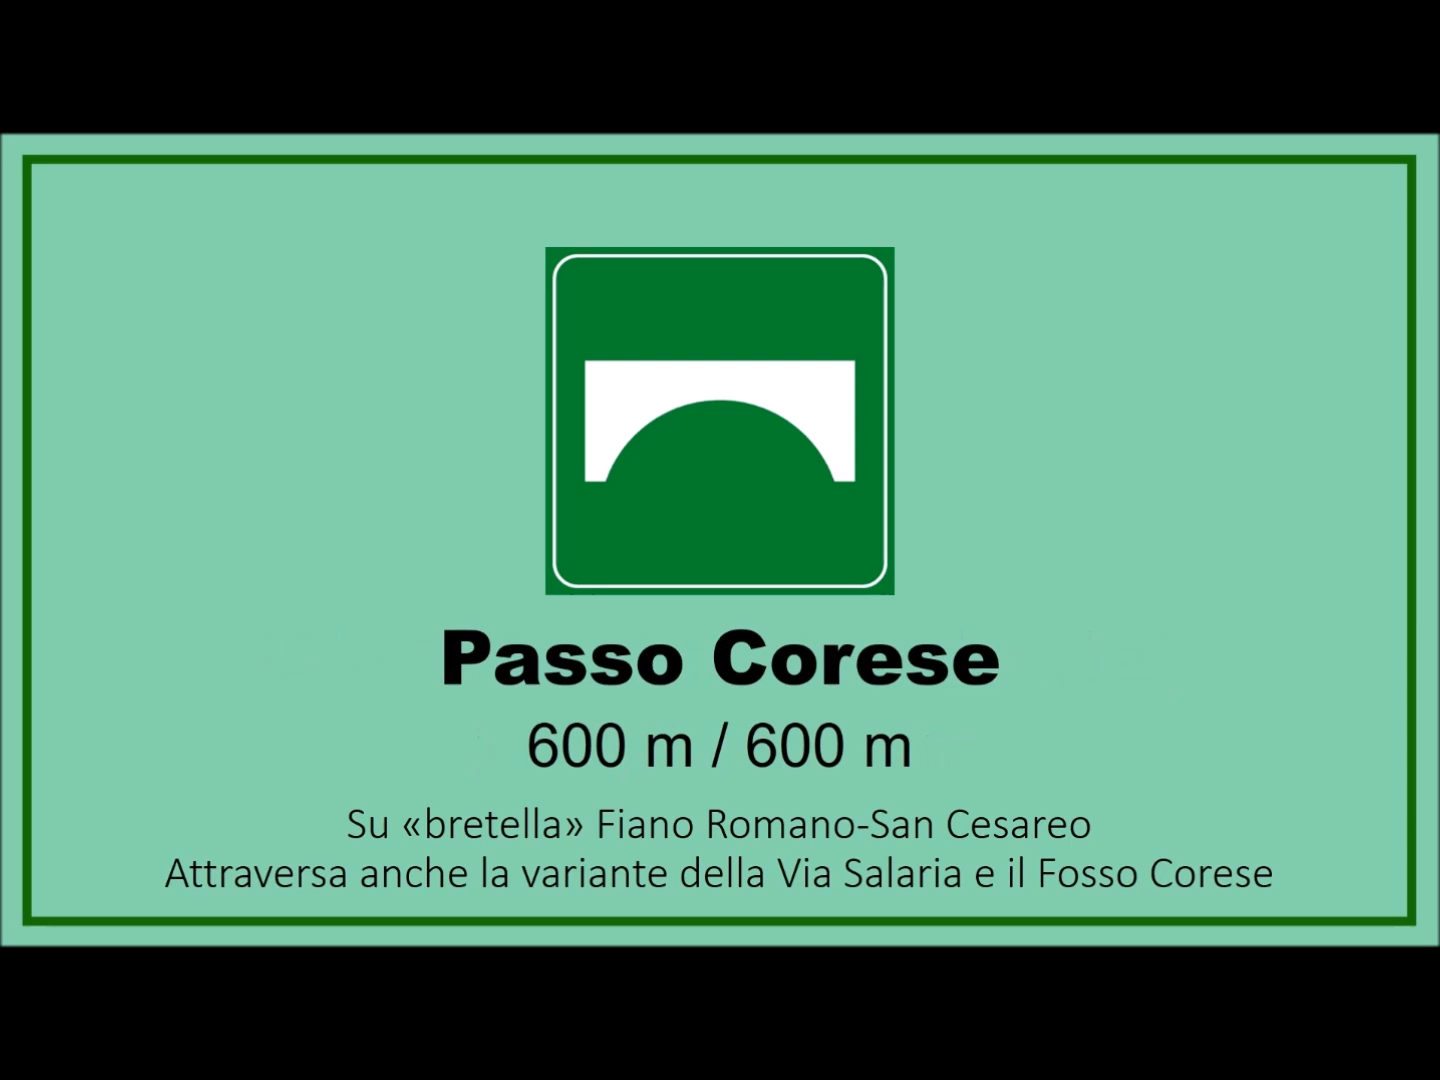 Passo Corese
600 m / 600 m
Su «bretella» Fiano Romano-San Cesareo
Attraversa anche la variante della Via Salaria e il Fosso Corese